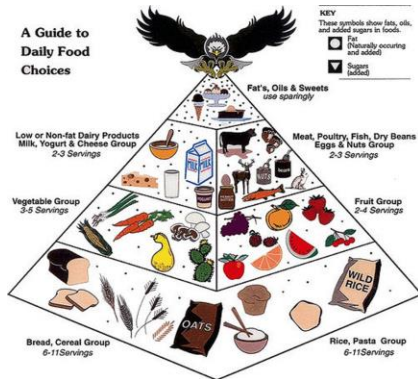 A Guide to
Daily Food
Choices
KEY
These symbols show fats, oils,
and added sugars in foods.
Fat
(Naturally occuring
and added)
Sugars
(added)
Fat's, Oils & Sweets
use sparingly
Low or Non-fat Dairy Products
Milk, Yogurt & Cheese Group
2-3 Servings
Meat, Poultry, Fish, Dry Beans
Eggs & Nuts Group
2-3 Servings
MILK
Vegetable Group
3-5 Servings
Fruit Group
2-4 Servings
OATS
WILD
RICE
Bread, Cereal Group
6-11Servings
Rice, Pasta Group
6-11Servings